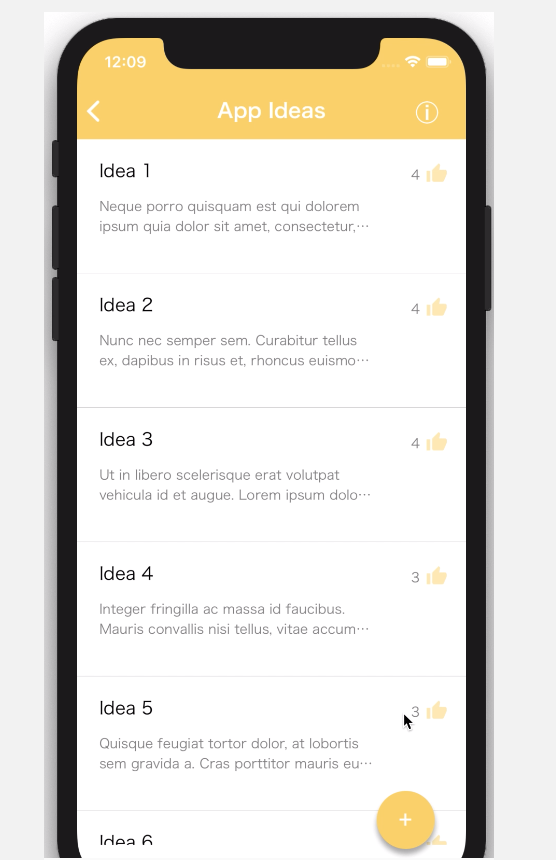 12:09
App Ideas
Idea 1
4
Neque porro quisquam est qui dolorem
ipsum quia dolor sit amet, consectetur,…
Idea 2
4
Nunc nec semper sem. Curabitur tellus
ex, dapibus in risus et, rhoncus euismo…
Idea 3
4
Ut in libero scelerisque erat volutpat
vehicula id et augue. Lorem ipsum dolo…
Idea 4
3
Integer fringilla ac massa id faucibus.
Mauris convallis nisi tellus, vitae accum…
Idea 5
3
Quisque feugiat tortor dolor, at lobortis
sem gravida a. Cras porttitor mauris eu…
Idea 6
+